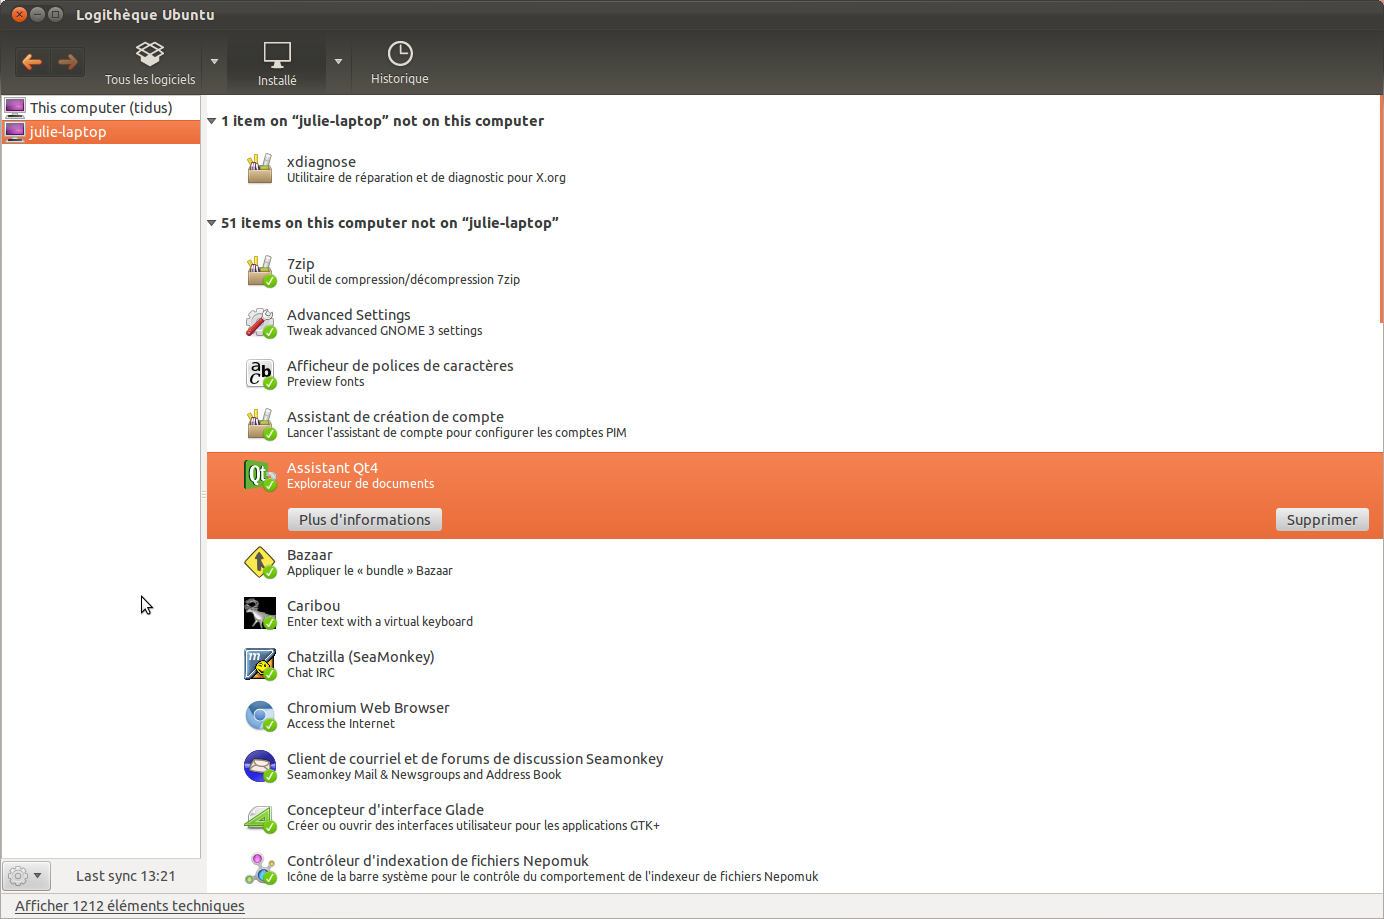 Logithèque Ubuntu
Tous les logiciels
Installé
Historique
This computer (tidus)
julie-laptop
1 item on “julie-laptop” not on this computer
xdiagnose
Utilitaire de réparation et de diagnostic pour X.org
51 items on this computer not on “julie-laptop”
7zip
Outil de compression/décompression 7zip
Advanced Settings
Tweak advanced GNOME 3 settings
abc
Afficheur de polices de caractères
Preview fonts
Assistant de création de compte
Lancer l'assistant de compte pour configurer les comptes PIM
Qt
Assistant Qt4
Explorateur de documents
Plus d'informations
Supprimer
Bazaar
Appliquer le « bundle » Bazaar
Caribou
Enter text with a virtual keyboard
m
Chatzilla (SeaMonkey)
Chat IRC
Chromium Web Browser
Access the Internet
Client de courriel et de forums de discussion Seamonkey
Seamonkey Mail & Newsgroups and Address Book
Concepteur d'interface Glade
Créer ou ouvrir des interfaces utilisateur pour les applications GTK+
Contrôleur d'indexation de fichiers Nepomuk
Icône de la barre système pour le contrôle du comportement de l'indexeur de fichiers Nepomuk
Last sync 13:21
Afficher 1212 éléments techniques